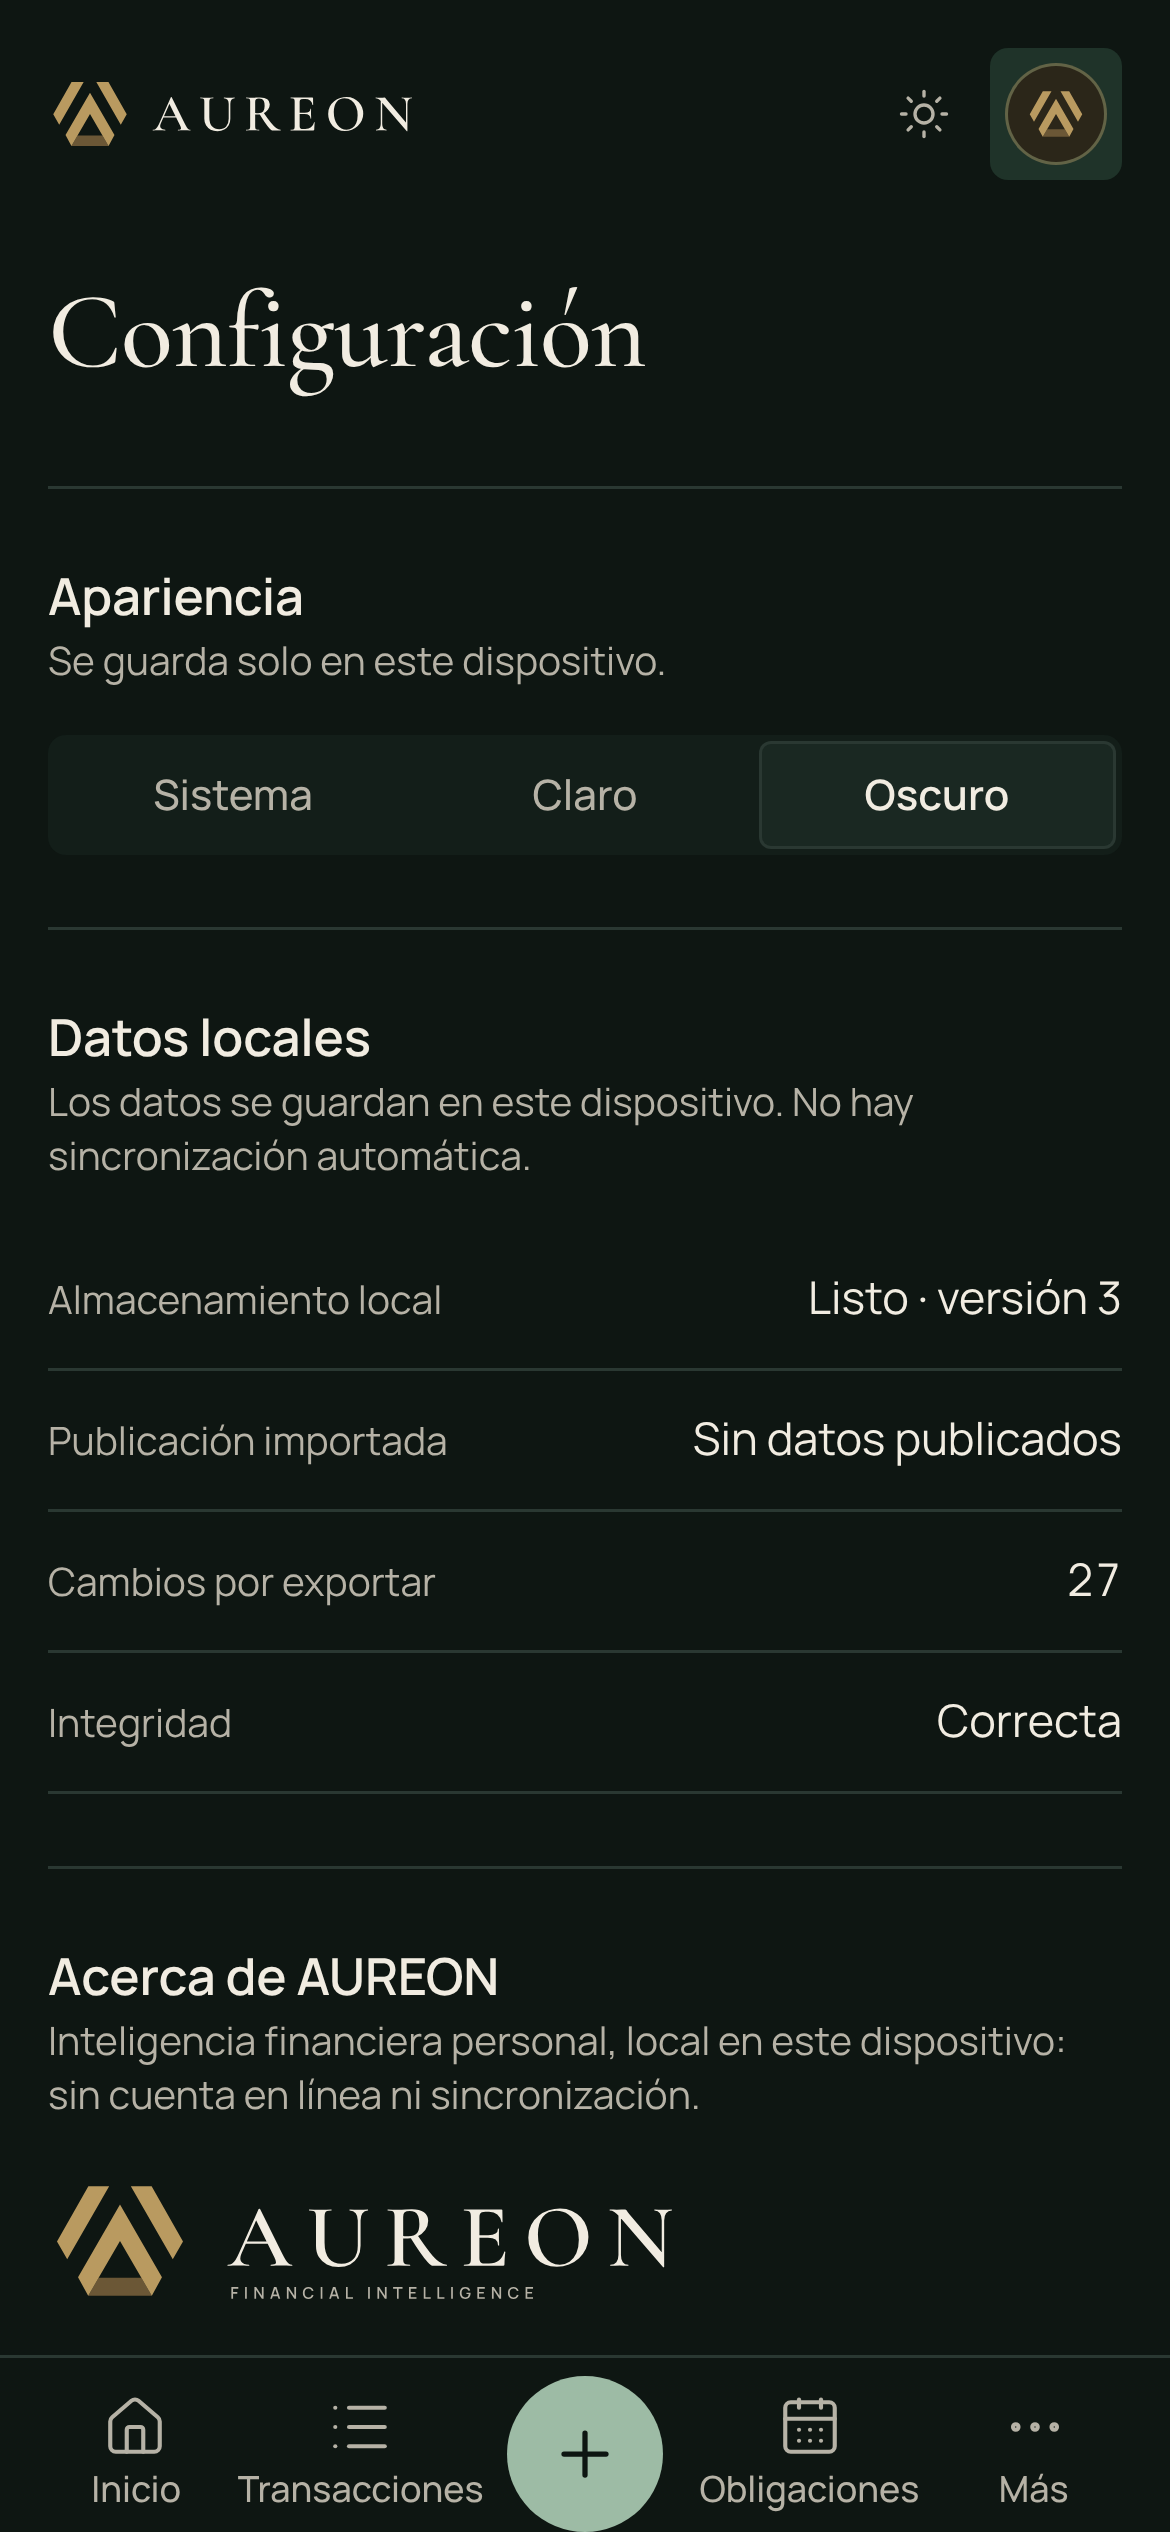 AUREON
Configuración
Apariencia
Se guarda solo en este dispositivo.
Sistema
Claro
Oscuro
Datos locales
Los datos se guardan en este dispositivo. No hay
sincronización automática.
Almacenamiento local
Listo · versión 3
Publicación importada
Sin datos publicados
Cambios por exportar
27
Integridad
Correcta
Acerca de AUREON
Inteligencia financiera personal, local en este dispositivo:
sin cuenta en línea ni sincronización.
AUREON
FINANCIAL INTELLIGENCE
Inicio
Transacciones
Obligaciones
Más